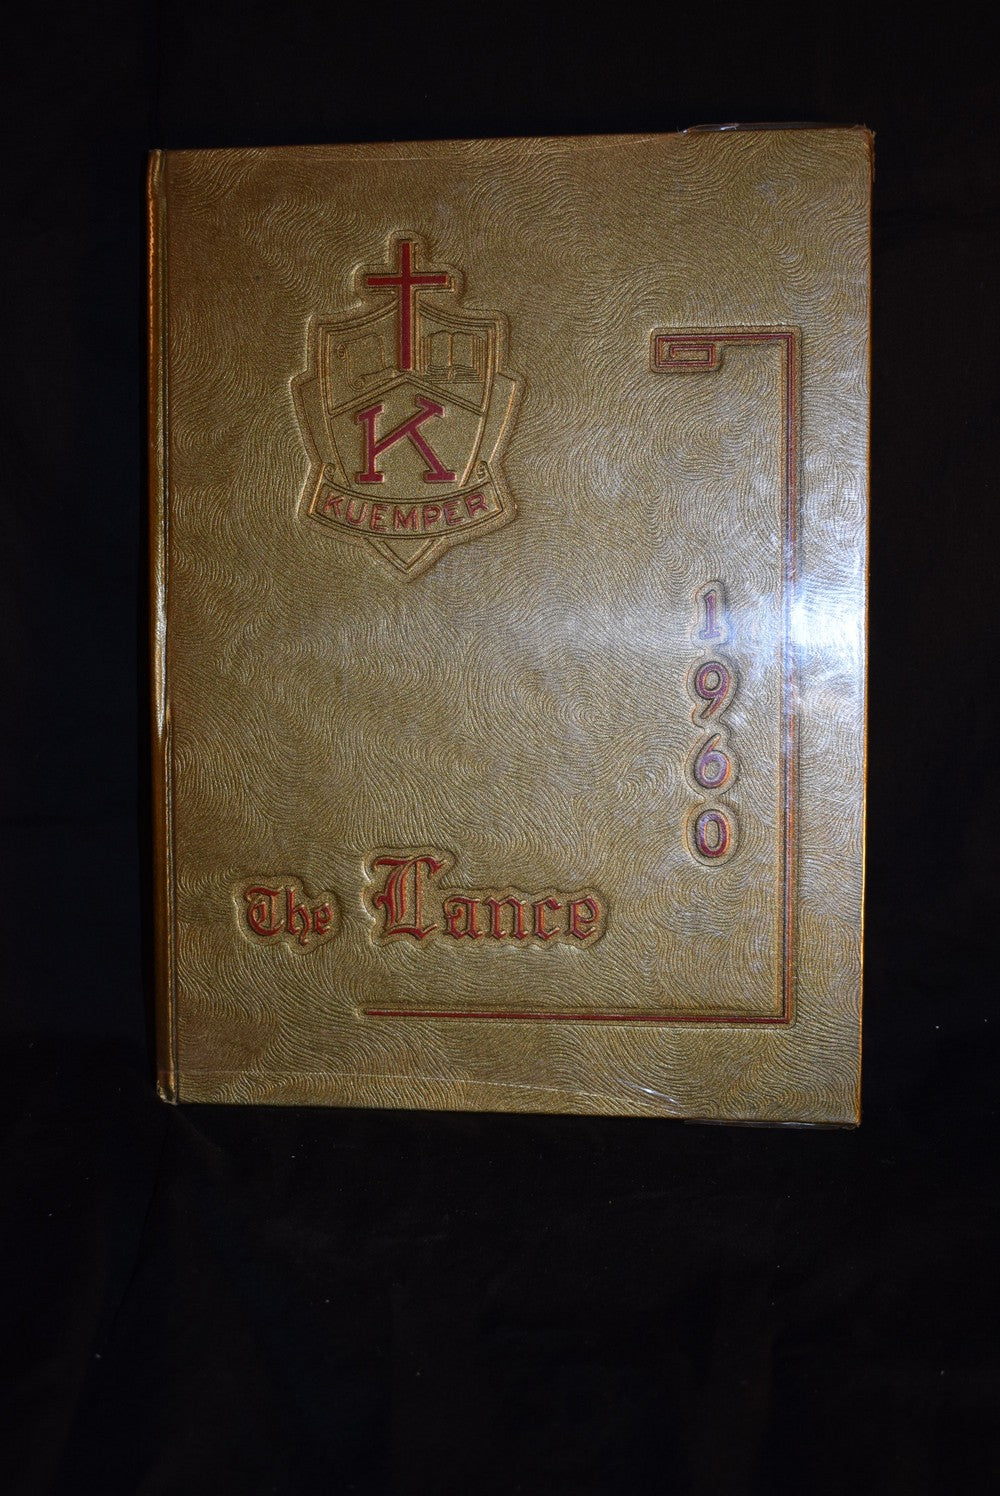 K
KUEMPER
1960
The Lance